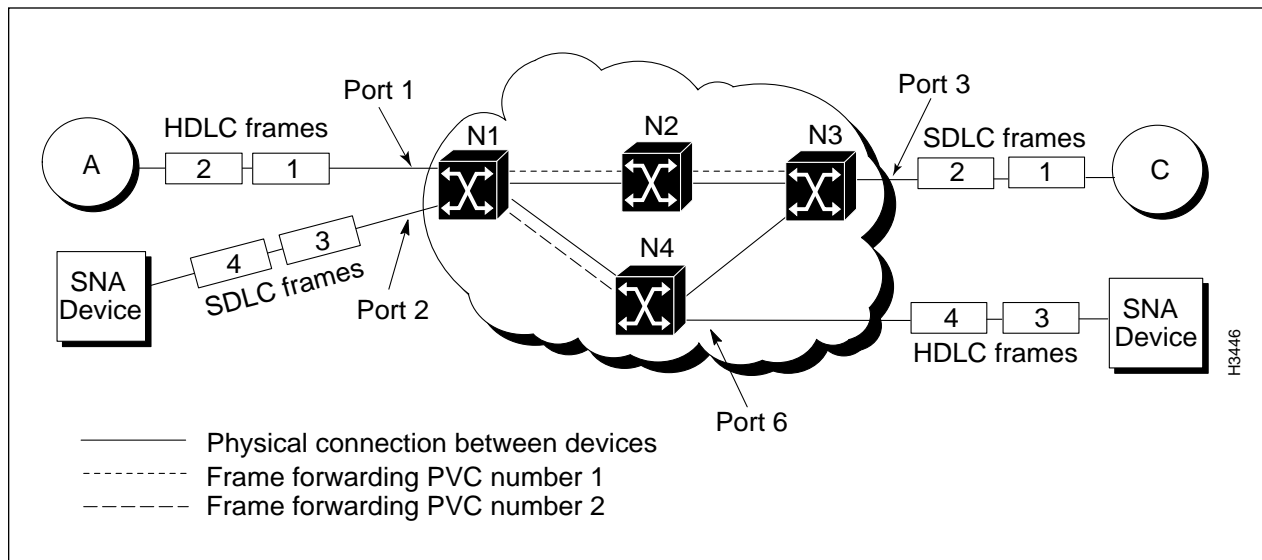 Port 1
Port 3
HDLC frames
N1
N2
N3
SDLC frames
A
2
1
2
1
C
4
3
SDLC frames
N4
SNA
Device
Port 2
4
3
SNA
Device
HDLC frames
Port 6
H3446
Physical connection between devices
Frame forwarding PVC number 1
Frame forwarding PVC number 2